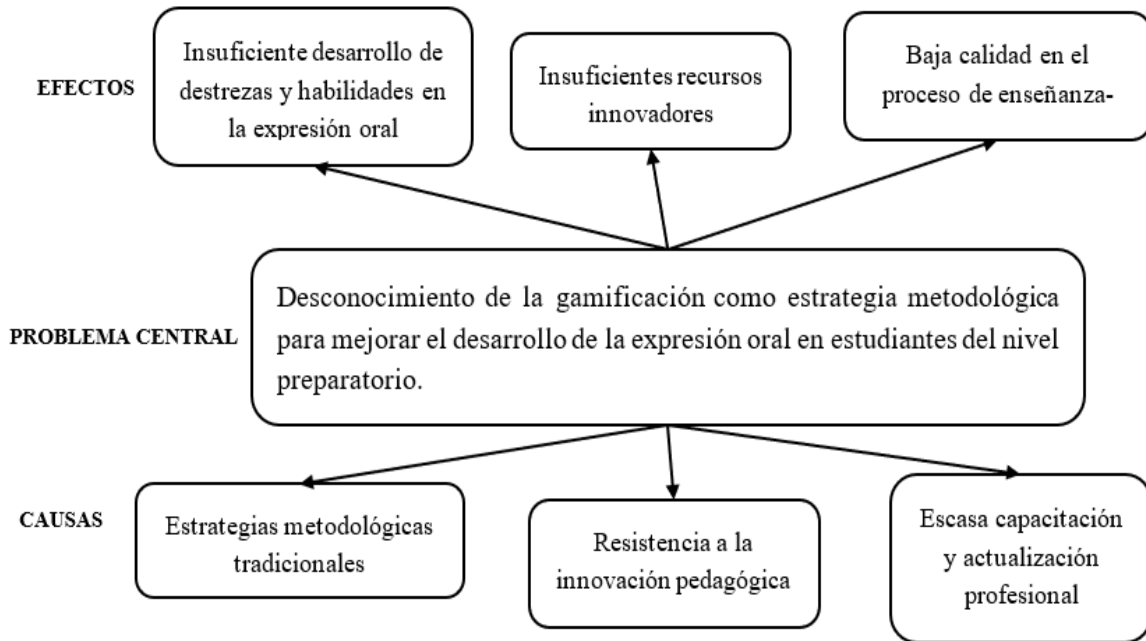 EFECTOS
Insuficiente desarrollo de
destrezas y habilidades en
la expresión oral
Insuficientes recursos
innovadores
Baja calidad en el
proceso de enseñanza-
PROBLEMA CENTRAL
Desconocimiento de la gamificación como estrategia metodológica
para mejorar el desarrollo de la expresión oral en estudiantes del nivel
preparatorio.
CAUSAS
Estrategias metodológicas
tradicionales
Resistencia a la
innovación pedagógica
Escasa capacitación
y actualización
profesional